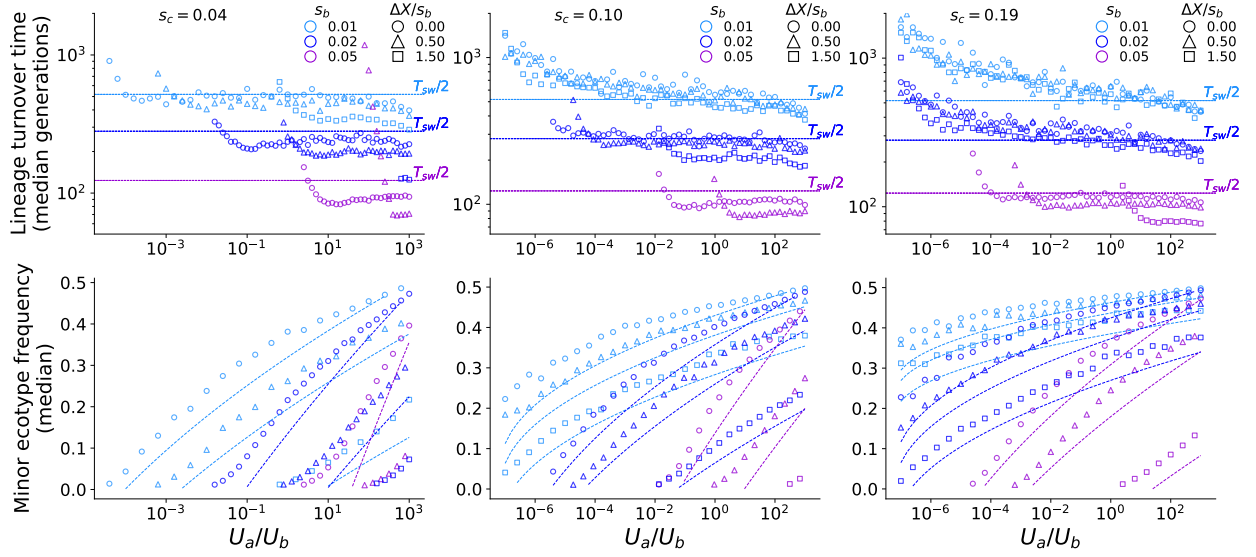 s_c = 0.04
s_b ΔX/s_b
0.01 0.00
0.02 0.50
0.05 1.50
Lineage turnover time
(median generations)
10^3
10^2
T_sw/2
T_sw/2
T_sw/2
10^-3 10^-1 10^1 10^3
s_c = 0.10
s_b ΔX/s_b
0.01 0.00
0.02 0.50
0.05 1.50
10^3
10^2
T_sw/2
T_sw/2
T_sw/2
10^-6 10^-4 10^-2 10^0 10^2
s_c = 0.19
s_b ΔX/s_b
0.01 0.00
0.02 0.50
0.05 1.50
10^3
10^2
T_sw/2
T_sw/2
T_sw/2
10^-6 10^-4 10^-2 10^0 10^2
Minor ecotype frequency
(median)
0.5
0.4
0.3
0.2
0.1
0.0
10^-3 10^-1 10^1 10^3
U_a/U_b
0.5
0.4
0.3
0.2
0.1
0.0
10^-6 10^-4 10^-2 10^0 10^2
U_a/U_b
0.5
0.4
0.3
0.2
0.1
0.0
10^-6 10^-4 10^-2 10^0 10^2
U_a/U_b